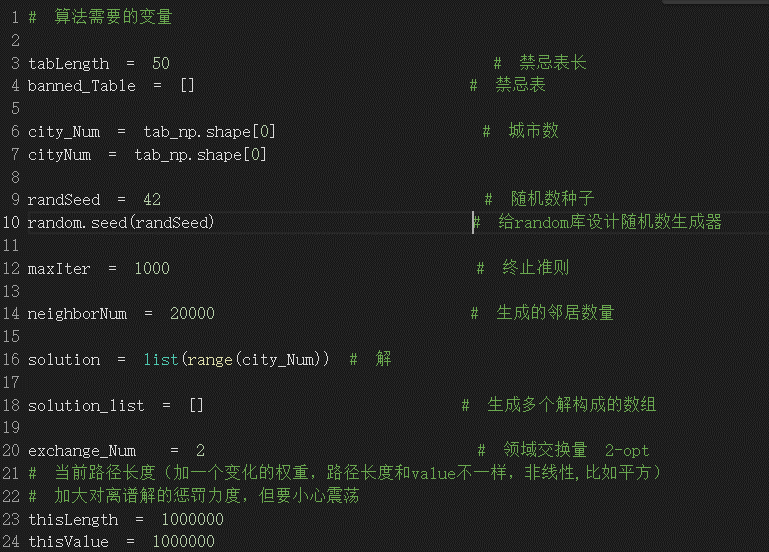 1 # 算法需要的变量
2
3 tabLength = 50 # 禁忌表长
4 banned_Table = [] # 禁忌表
5
6 city_Num = tab_np.shape[0] # 城市数
7 cityNum = tab_np.shape[0]
8
9 randSeed = 42 # 随机数种子
10 random.seed(randSeed) # 给random库设计随机数生成器
11
12 maxIter = 1000 # 终止准则
13
14 neighborNum = 20000 # 生成的邻居数量
15
16 solution = list(range(city_Num)) # 解
17
18 solution_list = [] # 生成多个解构成的数组
19
20 exchange_Num = 2 # 领域交换量 2-opt
21 # 当前路径长度（加一个变化的权重，路径长度和value不一样，非线性,比如平方）
22 # 加大对离谱解的惩罚力度，但要小心震荡
23 thisLength = 1000000
24 thisValue = 1000000